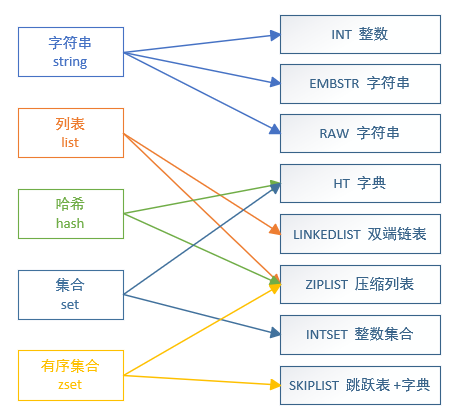 字符串
string
列表
list
哈希
hash
集合
set
有序集合
zset
INT 整数
EMBSTR 字符串
RAW 字符串
HT 字典
LINKEDLIST 双端链表
ZIPLIST 压缩列表
INTSET 整数集合
SKIPLIST 跳跃表+字典